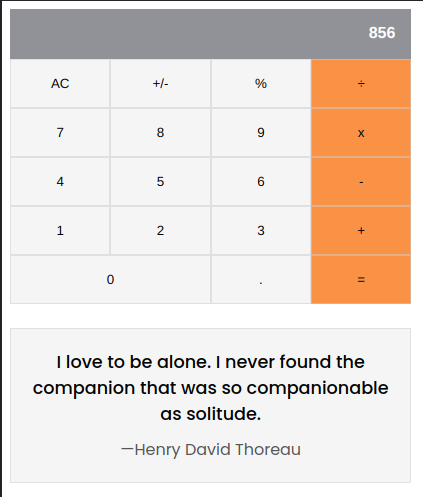 856
AC +/- % ÷
7 8 9 x
4 5 6 -
1 2 3 +
0 . =
I love to be alone. I never found the
companion that was so companionable
as solitude.
—Henry David Thoreau